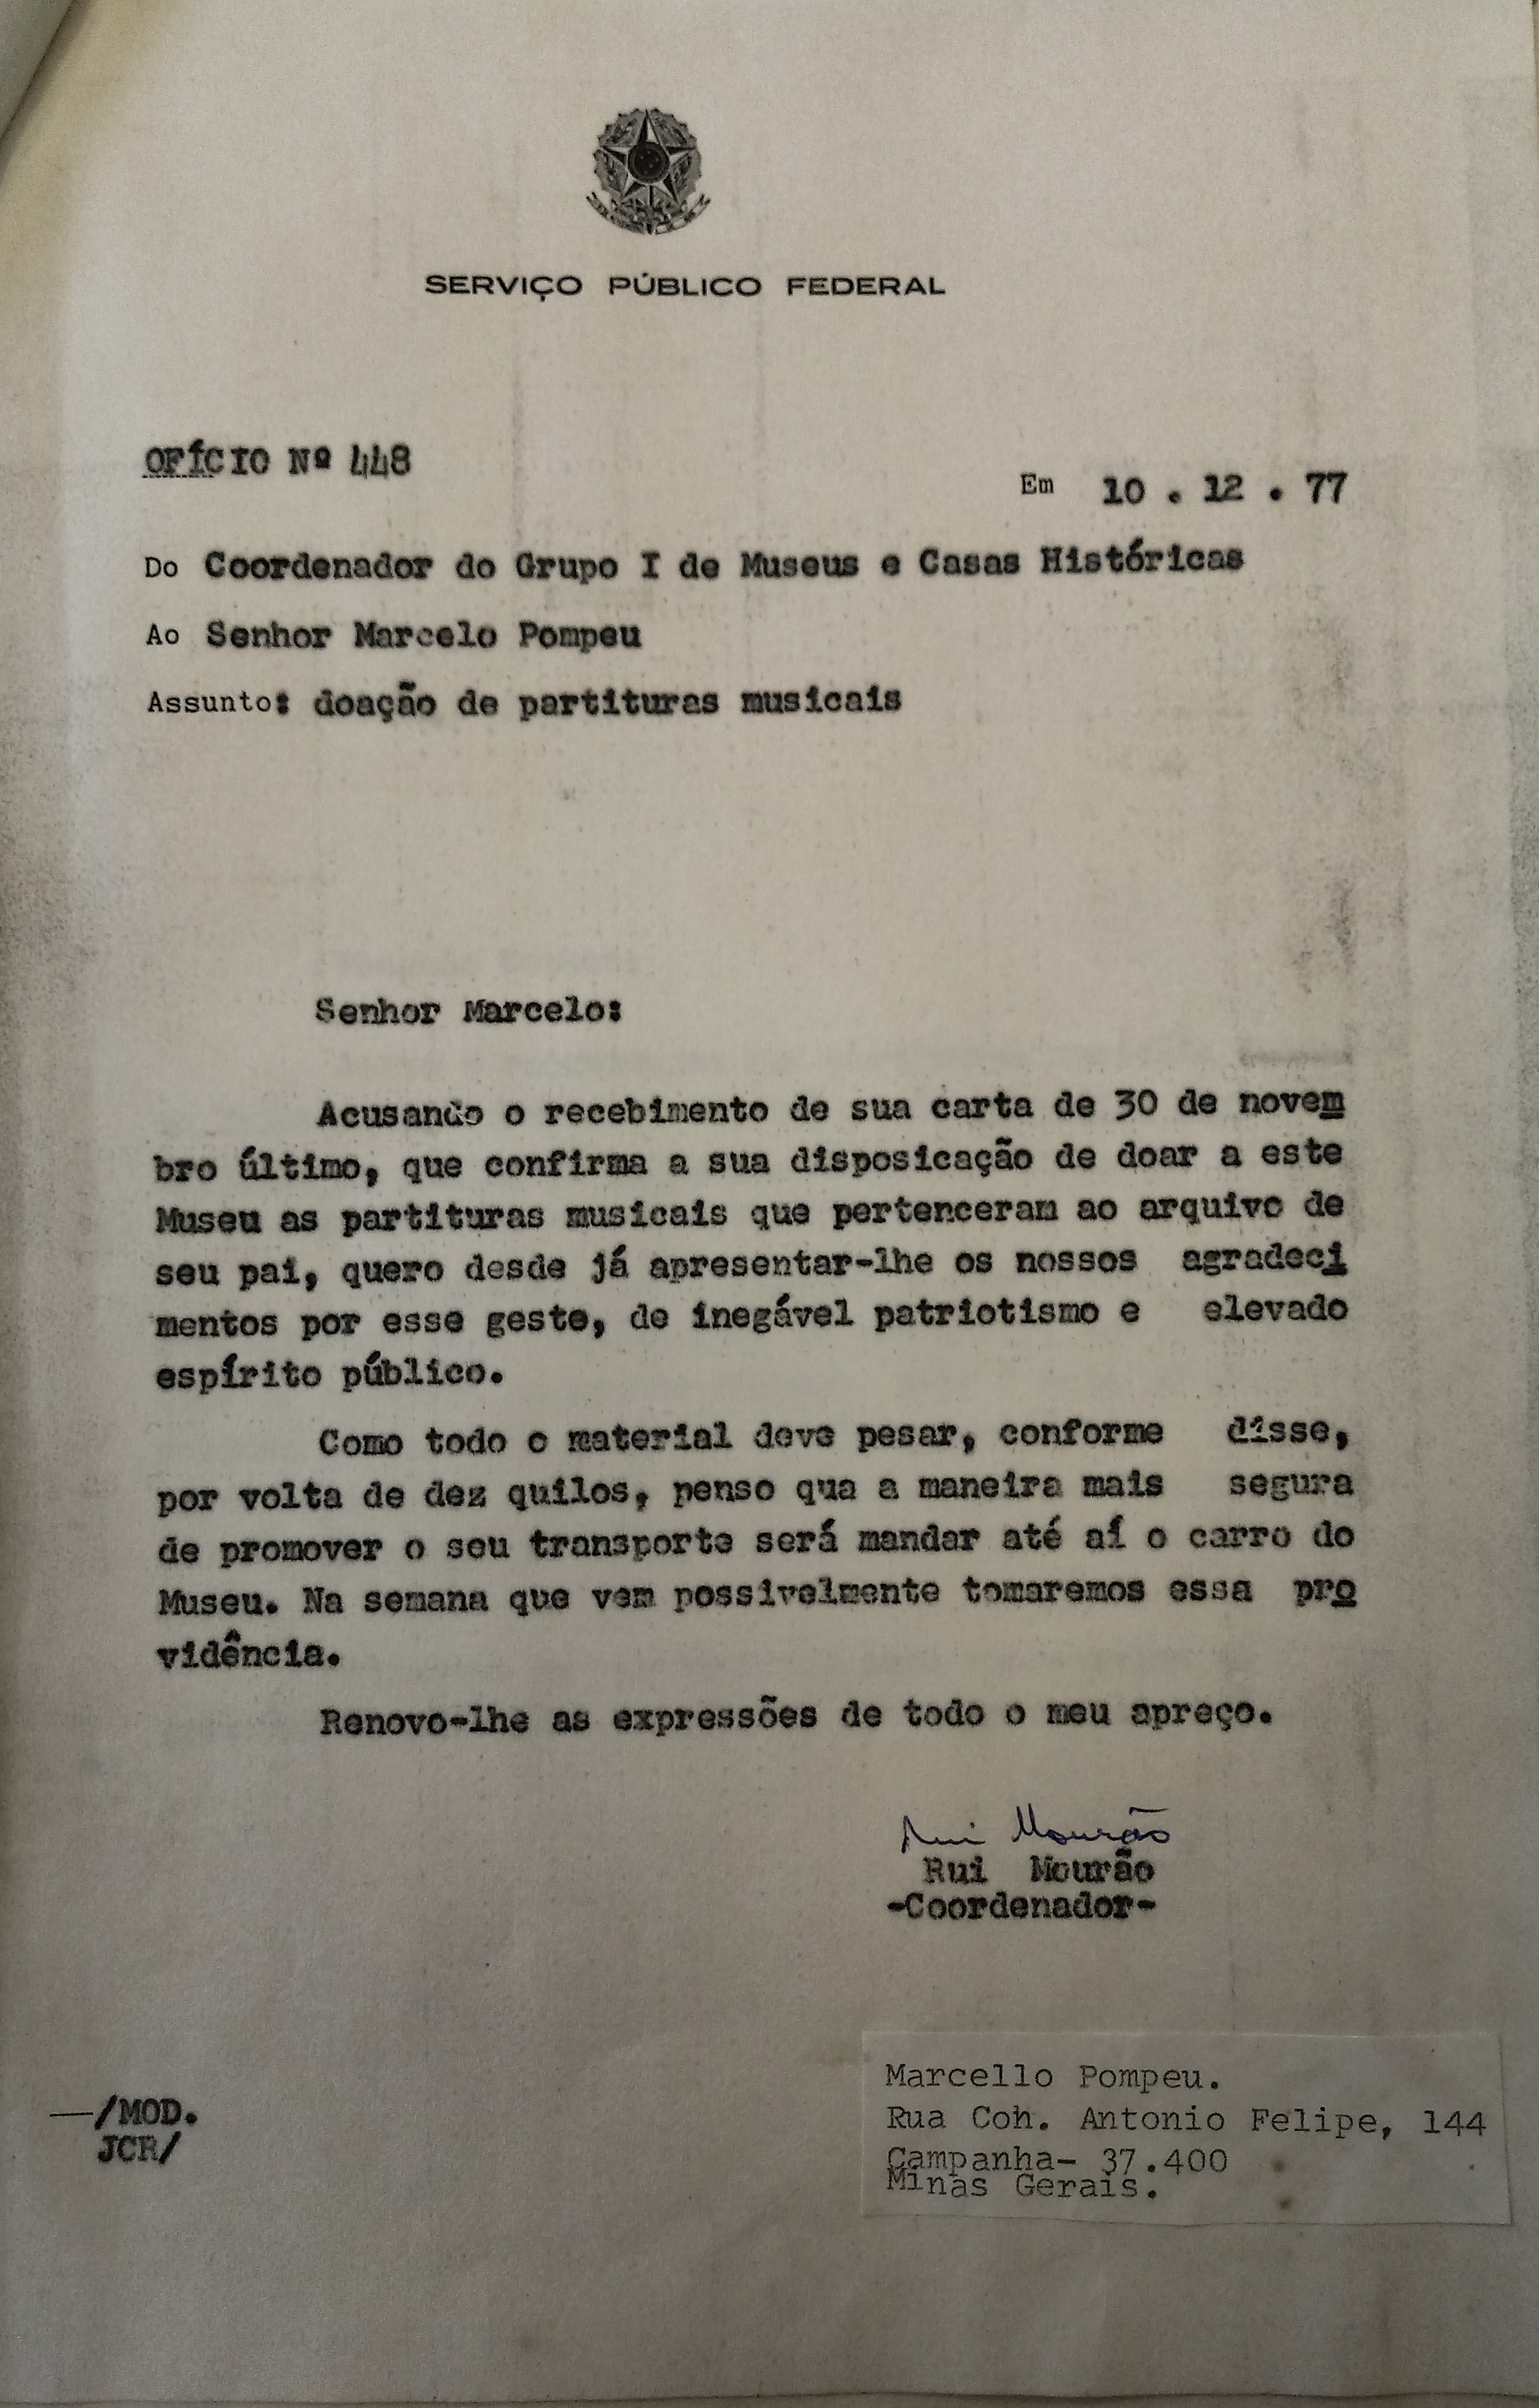 SERVIÇO PÚBLICO FEDERAL
OFÍCIO Nº 448
Em 10 . 12 . 77
Do Coordenador do Grupo I de Museus e Casas Históricas
Ao Senhor Marcelo Pompeu
Assunto: doação de partituras musicais
Senhor Marcelo:
Acusando o recebimento de sua carta de 30 de novem
bro último, que confirma a sua disposicação de doar a este
Museu as partituras musicais que pertenceram ao arquivo de
seu pai, quero desde já apresentar-lhe os nossos agradeci
mentos por esse gesto, de inegável patriotismo e elevado
espírito público.
Como todo o material deve pesar, conforme disse,
por volta de dez quilos, penso qua a maneira mais segura
de promover o seu transporte será mandar até aí o carro do
Museu. Na semana que vem possivelmente tomaremos essa pro
vidência.
Renovo-lhe as expressões de todo o meu apreço.
Rui Mourão
Rui Mourão
-Coordenador-
Marcello Pompeu.
Rua Coh. Antonio Felipe, 144
Campanha- 37.400
Minas Gerais.
—/MOD.
JCR/